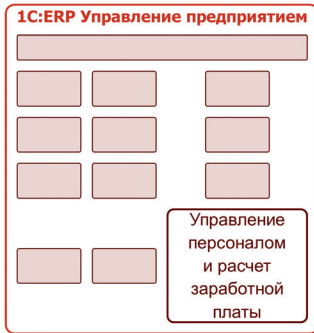 1С:ERP Управление предприятием
Управление
персоналом
и расчет
заработной
платы